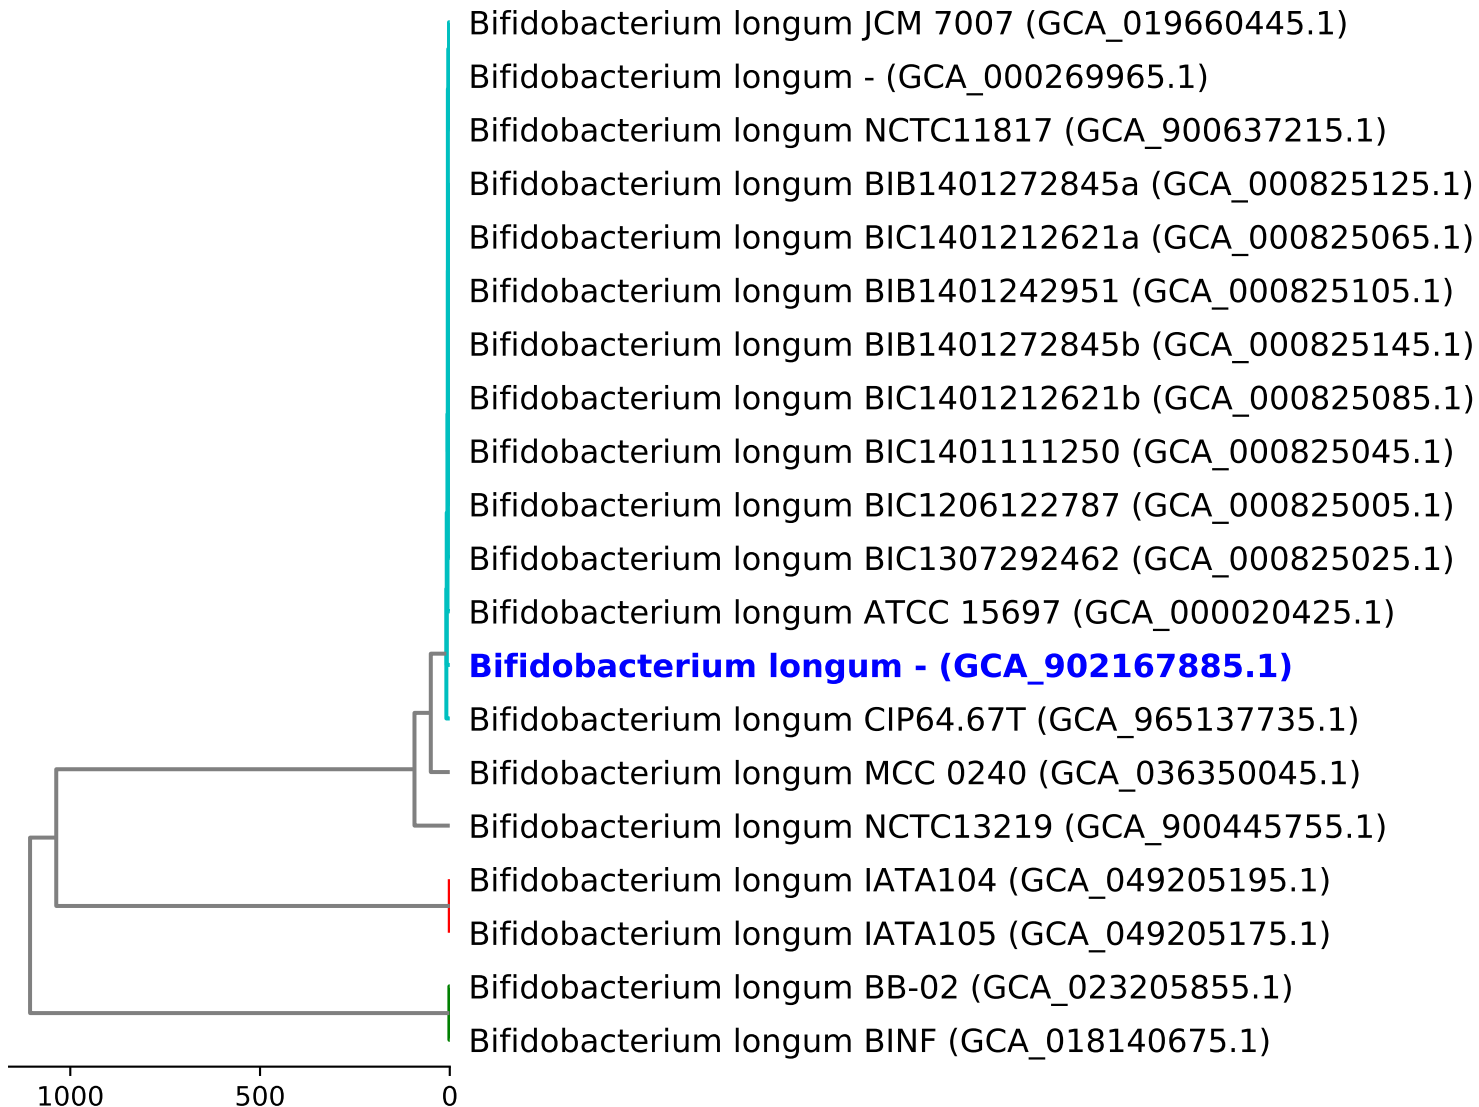 Bifidobacterium longum JCM 7007 (GCA_019660445.1)
Bifidobacterium longum - (GCA_000269965.1)
Bifidobacterium longum NCTC11817 (GCA_900637215.1)
Bifidobacterium longum BIB1401272845a (GCA_000825125.1)
Bifidobacterium longum BIC1401212621a (GCA_000825065.1)
Bifidobacterium longum BIB1401242951 (GCA_000825105.1)
Bifidobacterium longum BIB1401272845b (GCA_000825145.1)
Bifidobacterium longum BIC1401212621b (GCA_000825085.1)
Bifidobacterium longum BIC1401111250 (GCA_000825045.1)
Bifidobacterium longum BIC1206122787 (GCA_000825005.1)
Bifidobacterium longum BIC1307292462 (GCA_000825025.1)
Bifidobacterium longum ATCC 15697 (GCA_000020425.1)
Bifidobacterium longum - (GCA_902167885.1)
Bifidobacterium longum CIP64.67T (GCA_965137735.1)
Bifidobacterium longum MCC 0240 (GCA_036350045.1)
Bifidobacterium longum NCTC13219 (GCA_900445755.1)
Bifidobacterium longum IATA104 (GCA_049205195.1)
Bifidobacterium longum IATA105 (GCA_049205175.1)
Bifidobacterium longum BB-02 (GCA_023205855.1)
Bifidobacterium longum BINF (GCA_018140675.1)
1000 500 0